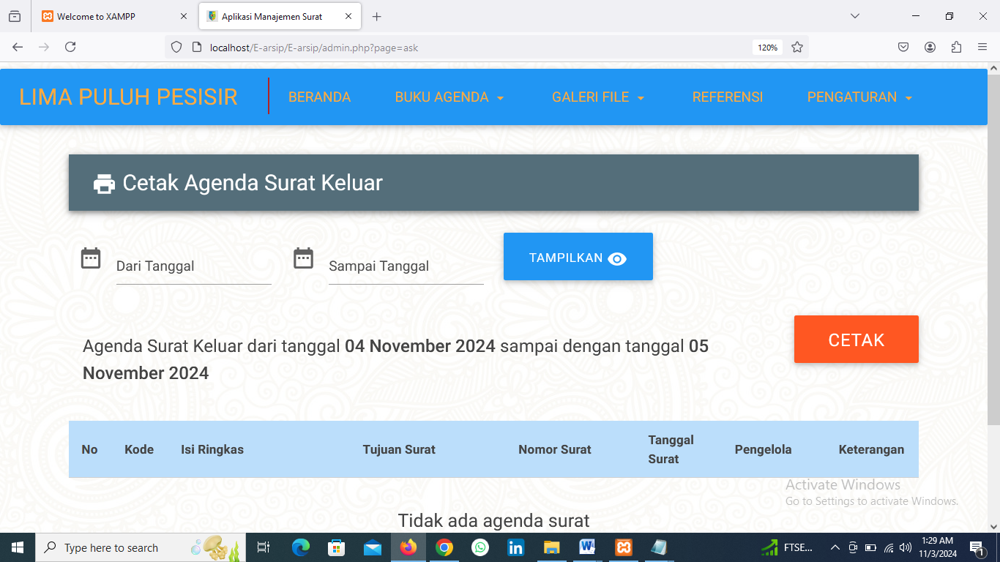 Welcome to XAMPP
Aplikasi Manajemen Surat
localhost/E-arsip/E-arsip/admin.php?page=ask
120%
LIMA PULUH PESISIR
BERANDA
BUKU AGENDA
GALERI FILE
REFERENSI
PENGATURAN
Cetak Agenda Surat Keluar
Dari Tanggal
Sampai Tanggal
TAMPILKAN
CETAK
Agenda Surat Keluar dari tanggal 04 November 2024 sampai dengan tanggal 05
November 2024
No
Kode
Isi Ringkas
Tujuan Surat
Nomor Surat
Tanggal
Surat
Pengelola
Keterangan
Activate Windows
Go to Settings to activate Windows.
Tidak ada agenda surat
Type here to search
FTSE...
1:29 AM
11/3/2024
1